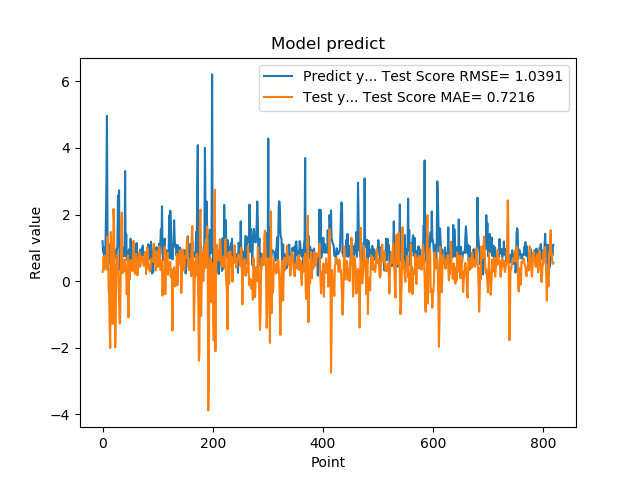 Model predict
Predict y... Test Score RMSE= 1.0391
Test y... Test Score MAE= 0.7216
Real value
6
4
2
0
−2
−4
0 200 400 600 800
Point